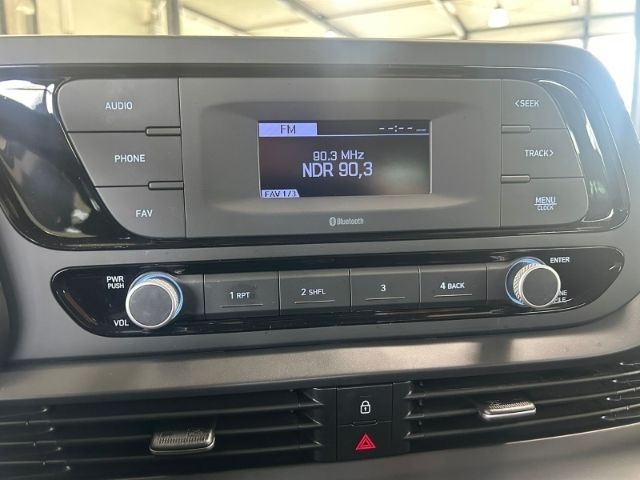 AUDIO
PHONE
FAV
FM
--:--
90.3 MHz
NDR 90,3
FAV 1/3
Bluetooth
<SEEK
TRACK>
MENU
CLOCK
PWR
PUSH
VOL
1 RPT
2 SHFL
3
4 BACK
ENTER